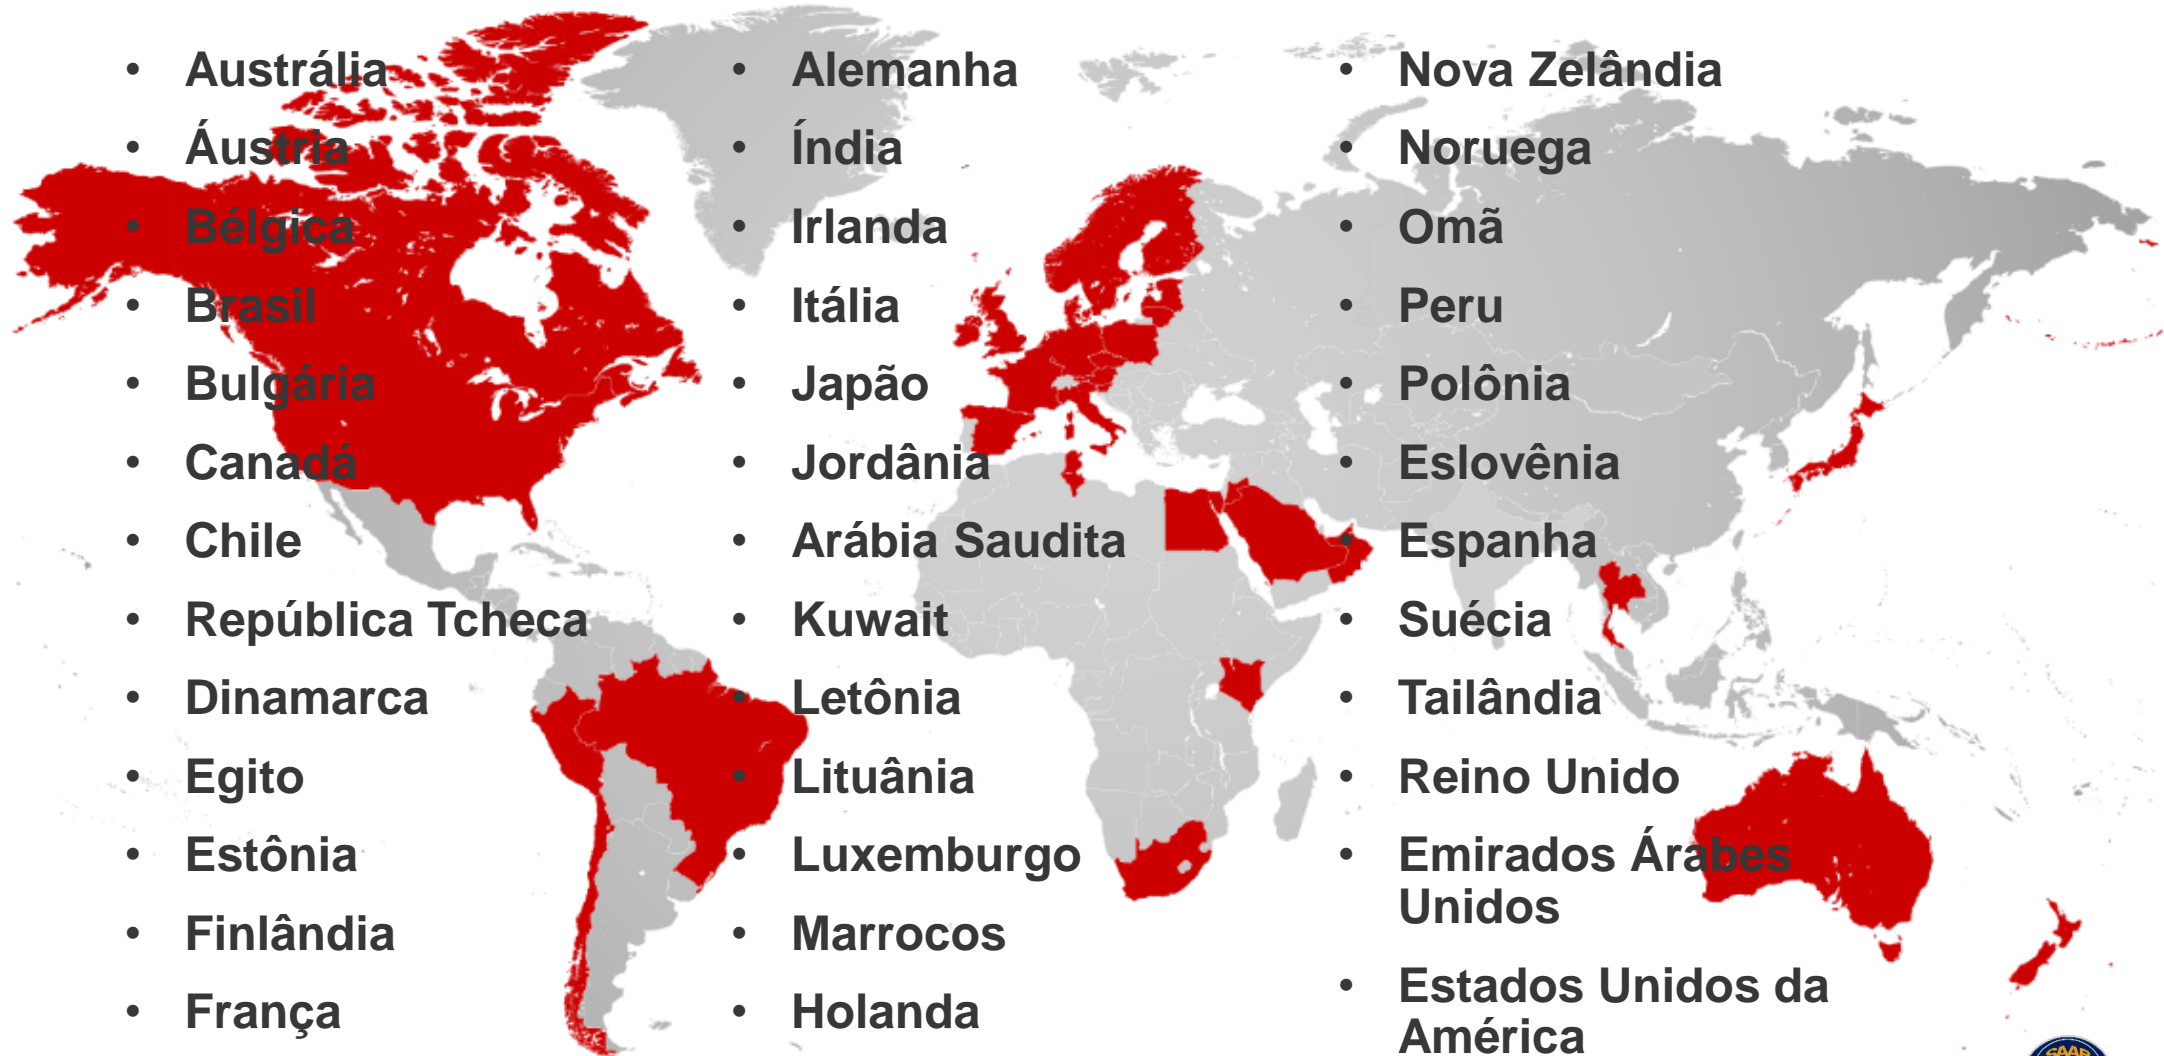 • Austrália
• Áustria
• Bélgica
• Brasil
• Bulgária
• Canadá
• Chile
• República Tcheca
• Dinamarca
• Egito
• Estônia
• Finlândia
• França
• Alemanha
• Índia
• Irlanda
• Itália
• Japão
• Jordânia
• Arábia Saudita
• Kuwait
• Letônia
• Lituânia
• Luxemburgo
• Marrocos
• Holanda
• Nova Zelândia
• Noruega
• Omã
• Peru
• Polônia
• Eslovênia
• Espanha
• Suécia
• Tailândia
• Reino Unido
• Emirados Árabes
Unidos
• Estados Unidos da
América
SAAB